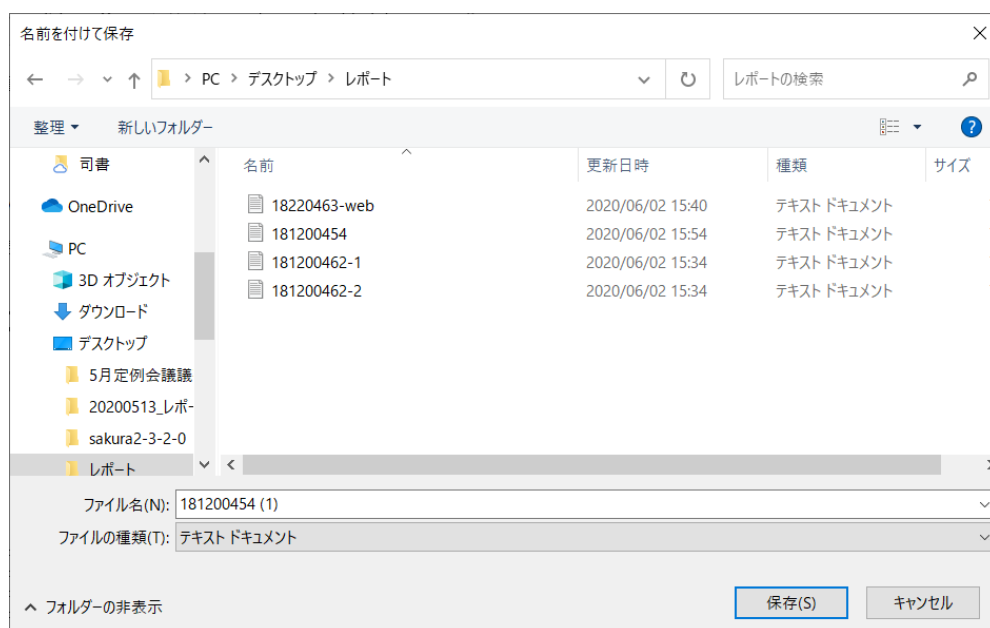 名前を付けて保存
PC > デスクトップ > レポート
レポートの検索
整理
新しいフォルダー
司書
OneDrive
PC
3D オブジェクト
ダウンロード
デスクトップ
5月定例会議議
20200513_レポー
sakura2-3-2-0
レポート
名前 更新日時 種類 サイズ
18220463-web 2020/06/02 15:40 テキスト ドキュメント
181200454 2020/06/02 15:54 テキスト ドキュメント
181200462-1 2020/06/02 15:34 テキスト ドキュメント
181200462-2 2020/06/02 15:34 テキスト ドキュメント
ファイル名(N): 181200454 (1)
ファイルの種類(T): テキスト ドキュメント
フォルダーの非表示
保存(S)
キャンセル